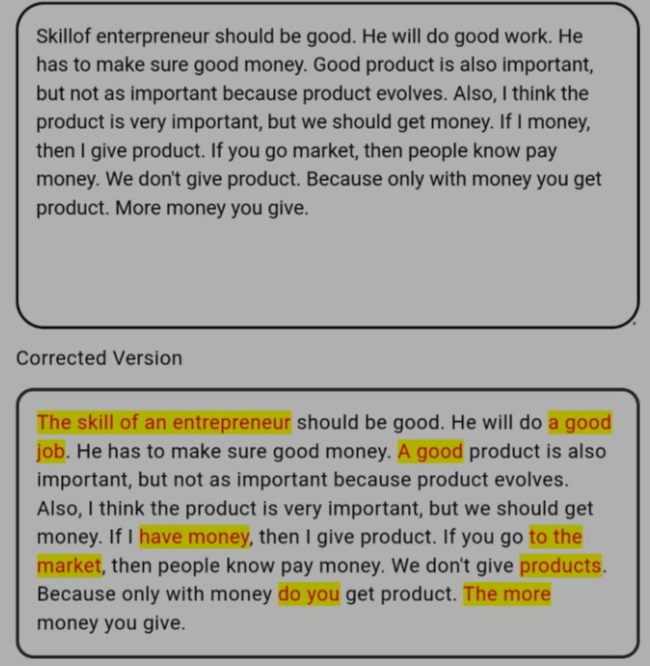 Skillof enterpreneur should be good. He will do good work. He
has to make sure good money. Good product is also important,
but not as important because product evolves. Also, I think the
product is very important, but we should get money. If I money,
then I give product. If you go market, then people know pay
money. We don't give product. Because only with money you get
product. More money you give.
Corrected Version
The skill of an entrepreneur should be good. He will do a good
job. He has to make sure good money. A good product is also
important, but not as important because product evolves.
Also, I think the product is very important, but we should get
money. If I have money, then I give product. If you go to the
market, then people know pay money. We don't give products.
Because only with money do you get product. The more
money you give.